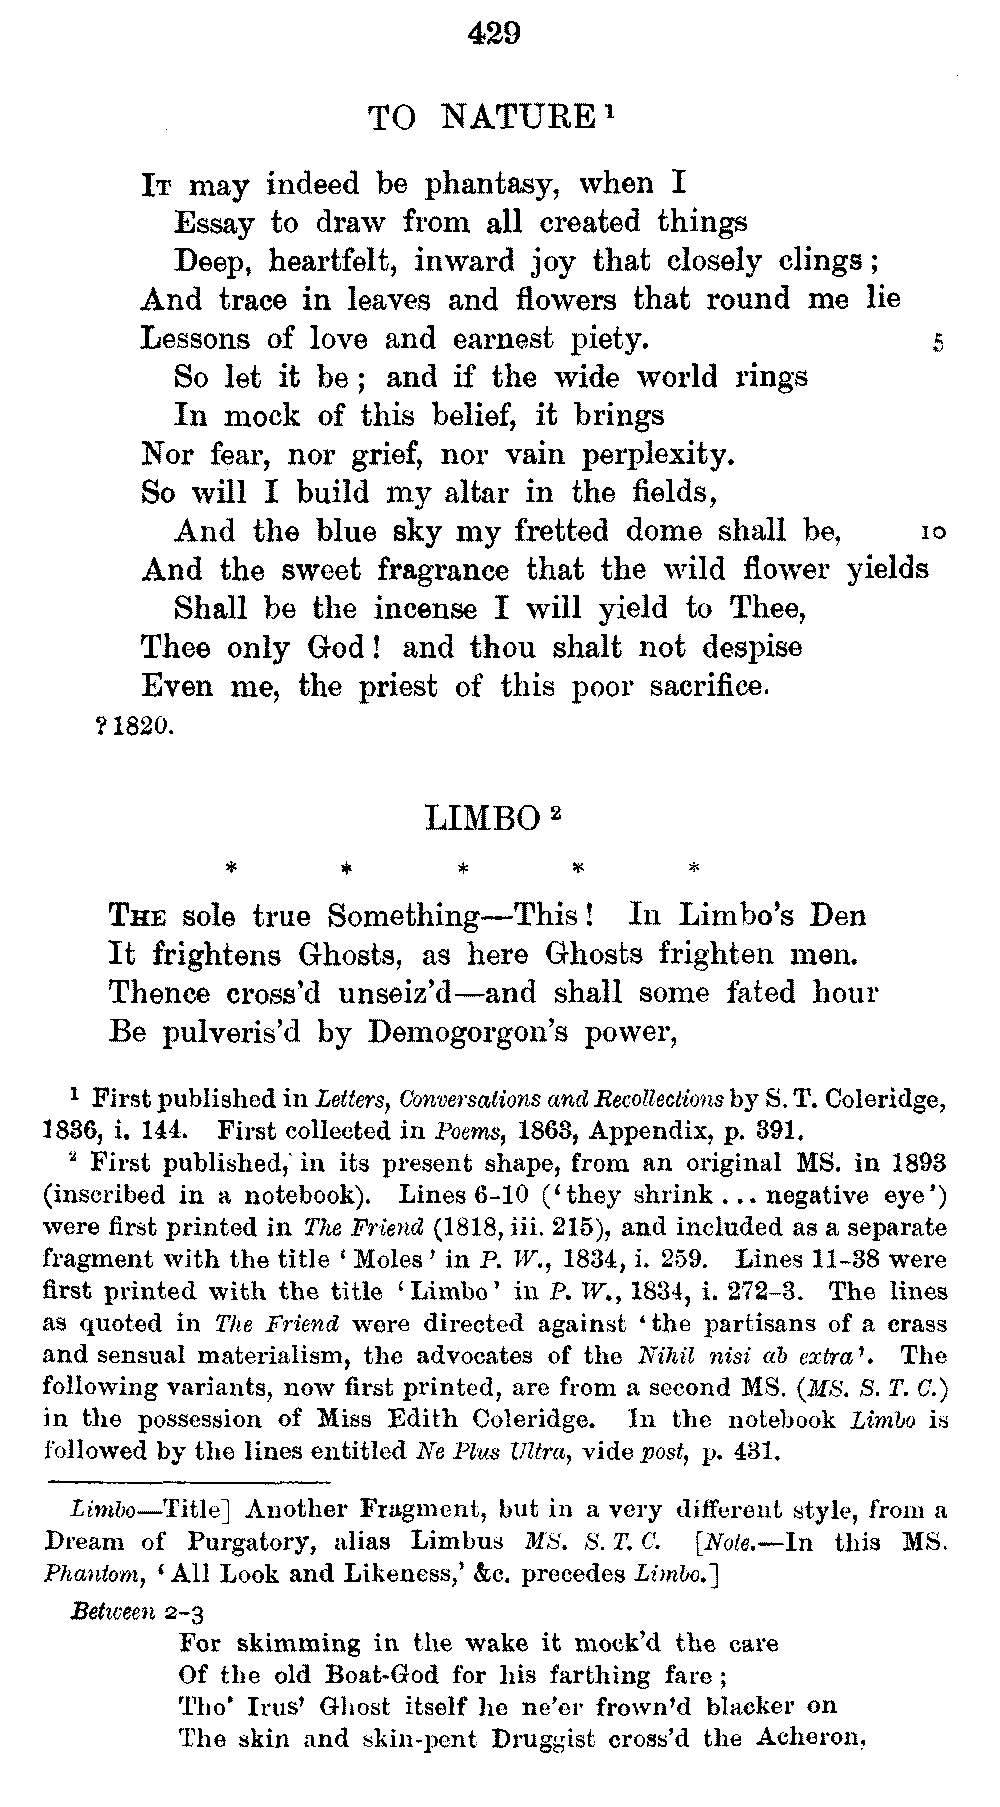 429
TO NATURE ¹
IT may indeed be phantasy, when I
Essay to draw from all created things
Deep, heartfelt, inward joy that closely clings ;
And trace in leaves and flowers that round me lie
Lessons of love and earnest piety. 5
So let it be ; and if the wide world rings
In mock of this belief, it brings
Nor fear, nor grief, nor vain perplexity.
So will I build my altar in the fields,
And the blue sky my fretted dome shall be, 10
And the sweet fragrance that the wild flower yields
Shall be the incense I will yield to Thee,
Thee only God ! and thou shalt not despise
Even me, the priest of this poor sacrifice.
? 1820.
LIMBO ²
* * * * *
THE sole true Something—This ! In Limbo's Den
It frightens Ghosts, as here Ghosts frighten men.
Thence cross'd unseiz'd—and shall some fated hour
Be pulveris'd by Demogorgon's power,
¹ First published in Letters, Conversations and Recollections by S. T. Coleridge,
1836, i. 144. First collected in Poems, 1863, Appendix, p. 391.
² First published, in its present shape, from an original MS. in 1893
(inscribed in a notebook). Lines 6-10 ('they shrink ... negative eye')
were first printed in The Friend (1818, iii. 215), and included as a separate
fragment with the title 'Moles' in P. W., 1834, i. 259. Lines 11-38 were
first printed with the title 'Limbo' in P. W., 1834, i. 272-3. The lines
as quoted in The Friend were directed against 'the partisans of a crass
and sensual materialism, the advocates of the Nihil nisi ab extra'. The
following variants, now first printed, are from a second MS. (MS. S. T. C.)
in the possession of Miss Edith Coleridge. In the notebook Limbo is
followed by the lines entitled Ne Plus Ultra, vide post, p. 431.
Limbo—Title] Another Fragment, but in a very different style, from a
Dream of Purgatory, alias Limbus MS. S. T. C. [Note.—In this MS.
Phantom, 'All Look and Likeness,' &c. precedes Limbo.]
Between 2-3
For skimming in the wake it mock'd the care
Of the old Boat-God for his farthing fare ;
Tho' Irus' Ghost itself he ne'er frown'd blacker on
The skin and skin-pent Druggist cross'd the Acheron,